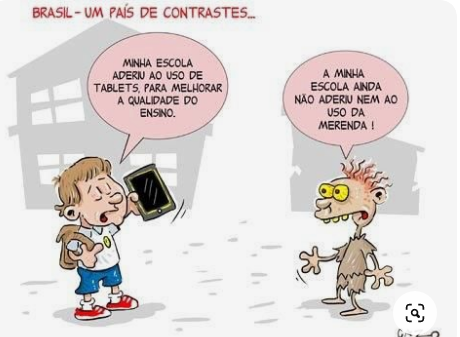 BRASIL - UM PAÍS DE CONTRASTES...
MINHA ESCOLA
ADERIU AO USO DE
TABLETS, PARA MELHORAR
A QUALIDADE DO
ENSINO.
A MINHA
ESCOLA AINDA
NÃO ADERIU NEM AO
USO DA
MERENDA !